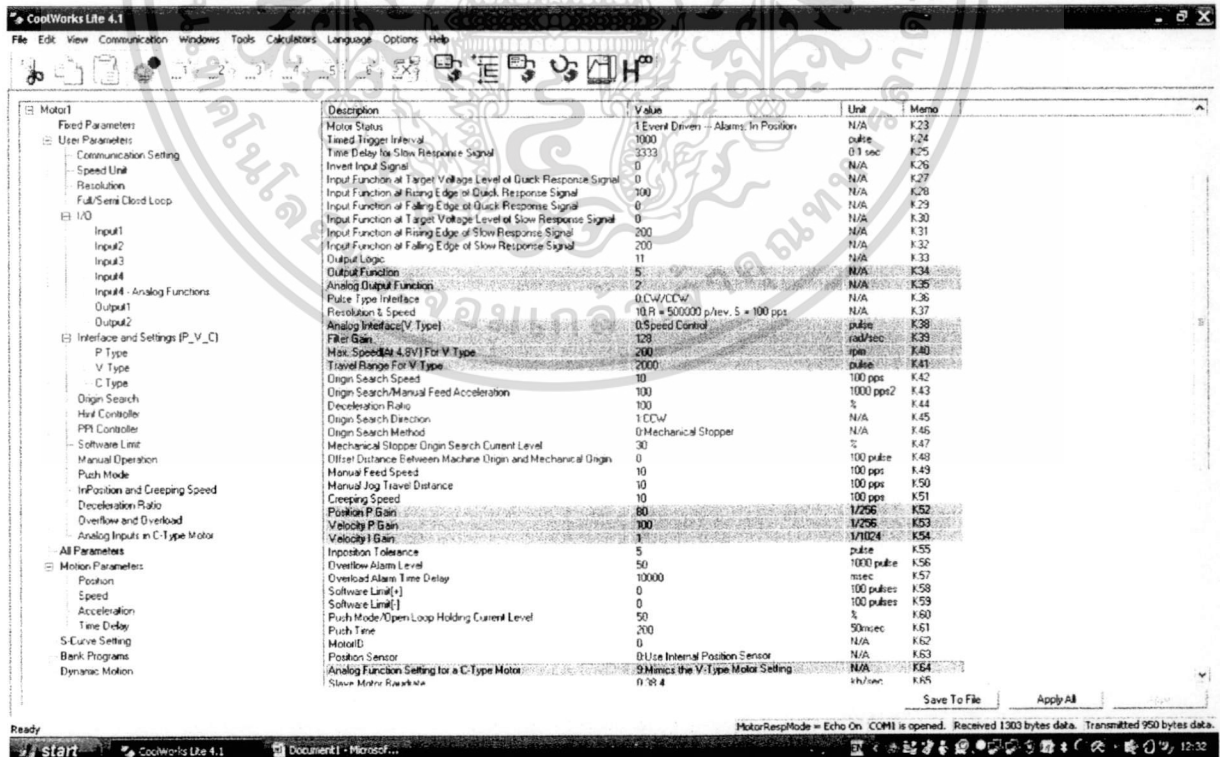 CoolWorks Lite 4.1
File Edit View Communication Windows Tools Calculators Language Options Help
Motor1
Fixed Parameters
User Parameters
Communication Setting
Speed Unit
Resolution
Full/Semi Closd Loop
I/O
Input1
Input2
Input3
Input4
Input4 - Analog Functions
Output1
Output2
Interface and Settings (P_V_C)
P Type
V Type
C Type
Origin Search
Hinf Controller
PPI Controller
Software Limit
Manual Operation
Push Mode
InPosition and Creeping Speed
Deceleration Ratio
Overflow and Overload
Analog Inputs in C-Type Motor
All Parameters
Motion Parameters
Position
Speed
Acceleration
Time Delay
S-Curve Setting
Bank Programs
Dynamic Motion
Description Value Unit Memo
Motor Status 1:Event Driven -- Alarms, In Position N/A K23
Timed Trigger Interval 1000 pulse K24
Time Delay for Slow Response Signal 3333 0.1 sec K25
Invert Input Signal 0 N/A K26
Input Function at Target Voltage Level of Quick Response Signal 0 N/A K27
Input Function at Rising Edge of Quick Response Signal 100 N/A K28
Input Function at Falling Edge of Quick Response Signal 0 N/A K29
Input Function at Target Voltage Level of Slow Response Signal 0 N/A K30
Input Function at Rising Edge of Slow Response Signal 200 N/A K31
Input Function at Falling Edge of Slow Response Signal 200 N/A K32
Output Logic 11 N/A K33
Output Function 5 N/A K34
Analog Output Function 2 N/A K35
Pulse Type Interface 0:CW/CCW N/A K36
Resolution & Speed 10:R = 500000 p/rev, S = 100 pps N/A K37
Analog Interface(V Type) 0:Speed Control pulse K38
Filter Gain 128 rad/sec K39
Max. Speed(At 4.8V) For V Type 200 rpm K40
Travel Range For V Type 2000 pulse K41
Origin Search Speed 10 100 pps K42
Origin Search/Manual Feed Acceleration 100 1000 pps2 K43
Deceleration Ratio 100 % K44
Origin Search Direction 1:CCW N/A K45
Origin Search Method 0:Mechanical Stopper N/A K46
Mechanical Stopper Origin Search Current Level 30 % K47
Offset Distance Between Machine Origin and Mechanical Origin 0 100 pulse K48
Manual Feed Speed 10 100 pps K49
Manual Jog Travel Distance 10 100 pps K50
Creeping Speed 10 100 pps K51
Position P Gain 80 1/256 K52
Velocity P Gain 100 1/256 K53
Velocity I Gain 1 1/1024 K54
Inposition Tolerance 5 pulse K55
Overflow Alarm Level 50 1000 pulse K56
Overload Alarm Time Delay 10000 msec K57
Software Limit[+] 0 100 pulses K58
Software Limit[-] 0 100 pulses K59
Push Mode/Open Loop Holding Current Level 50 % K60
Push Time 200 50msec K61
MotorID 0 N/A K62
Position Sensor 0:Use Internal Position Sensor N/A K63
Analog Function Setting for a C-Type Motor 9:Mimics the V-Type Motor Setting N/A K64
Slave Motor Baudrate 0:38.4 kb/sec K65
Save To File Apply All
Ready MotorRespMode = Echo On COM1 is opened. Received 1303 bytes data. Transmitted 950 bytes data.
start CoolWorks Lite 4.1 Document1 - Microsof... 12:32